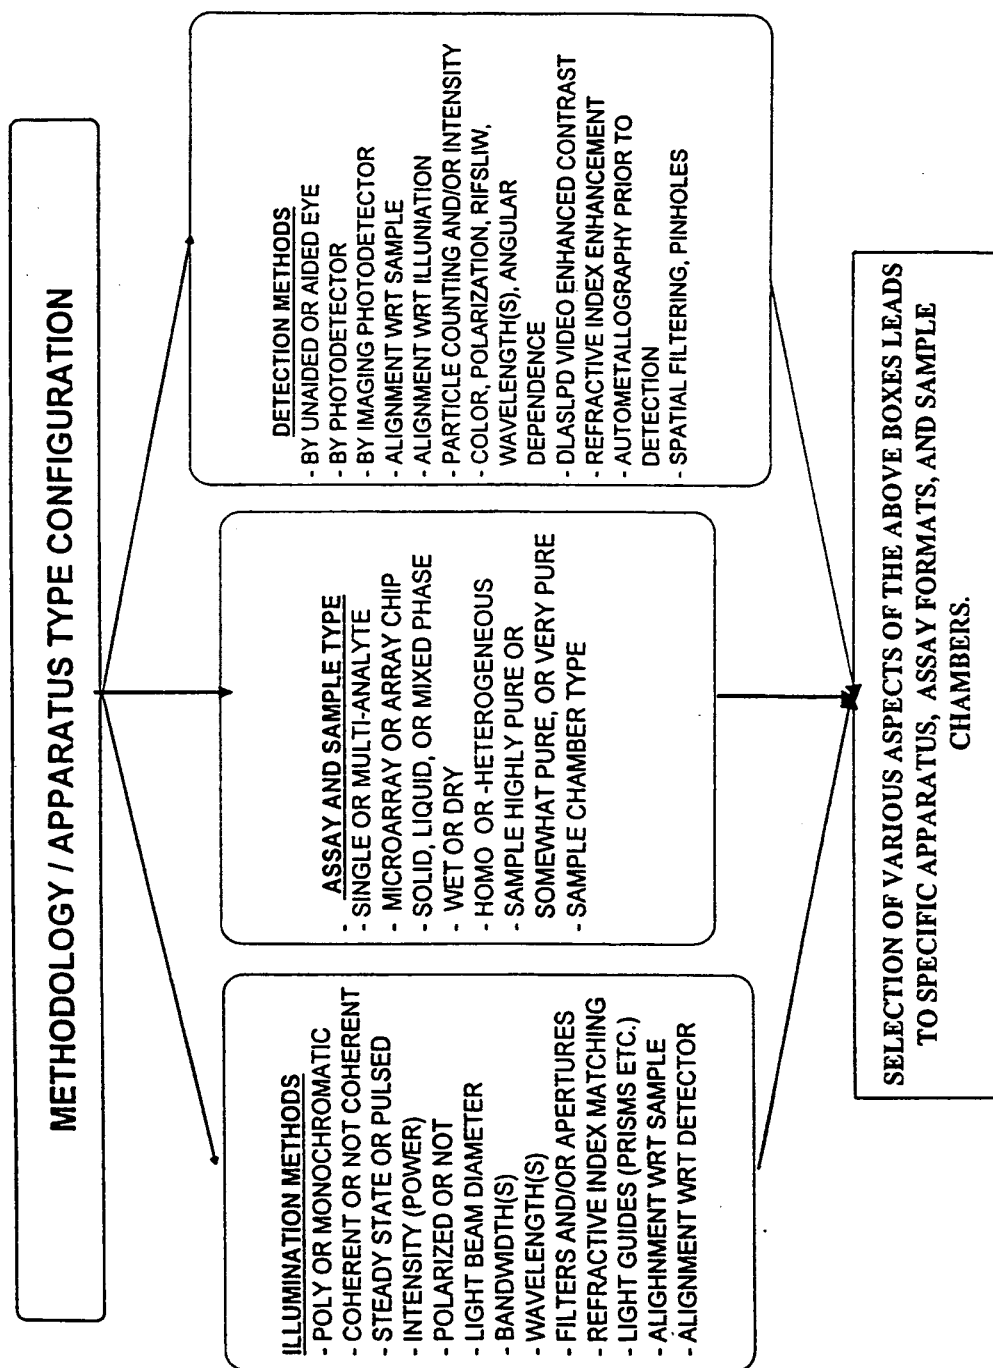 METHODOLOGY / APPARATUS TYPE CONFIGURATION
ILLUMINATION METHODS
- POLY OR MONOCHROMATIC
- COHERENT OR NOT COHERENT
- STEADY STATE OR PULSED
- INTENSITY (POWER)
- POLARIZED OR NOT
- LIGHT BEAM DIAMETER
- BANDWIDTH(S)
- WAVELENGTH(S)
- FILTERS AND/OR APERTURES
- REFRACTIVE INDEX MATCHING
- LIGHT GUIDES (PRISMS ETC.)
- ALIGHNMENT WRT SAMPLE
- ALIGNMENT WRT DETECTOR
ASSAY AND SAMPLE TYPE
- SINGLE OR MULTI-ANALYTE
- MICROARRAY OR ARRAY CHIP
- SOLID, LIQUID, OR MIXED PHASE
- WET OR DRY
- HOMO OR -HETEROGENEOUS
- SAMPLE HIGHLY PURE OR
SOMEWHAT PURE, OR VERY PURE
- SAMPLE CHAMBER TYPE
DETECTION METHODS
- BY UNAIDED OR AIDED EYE
- BY PHOTODETECTOR
- BY IMAGING PHOTODETECTOR
- ALIGNMENT WRT SAMPLE
- ALIGNMENT WRT ILLUNIATION
- PARTICLE COUNTING AND/OR INTENSITY
- COLOR, POLARIZATION, RIFSLIW,
WAVELENGTH(S), ANGULAR
DEPENDENCE
- DLASLPD VIDEO ENHANCED CONTRAST
- REFRACTIVE INDEX ENHANCEMENT
- AUTOMETALLOGRAPHY PRIOR TO
DETECTION
- SPATIAL FILTERING, PINHOLES
SELECTION OF VARIOUS ASPECTS OF THE ABOVE BOXES LEADS
TO SPECIFIC APPARATUS, ASSAY FORMATS, AND SAMPLE
CHAMBERS.